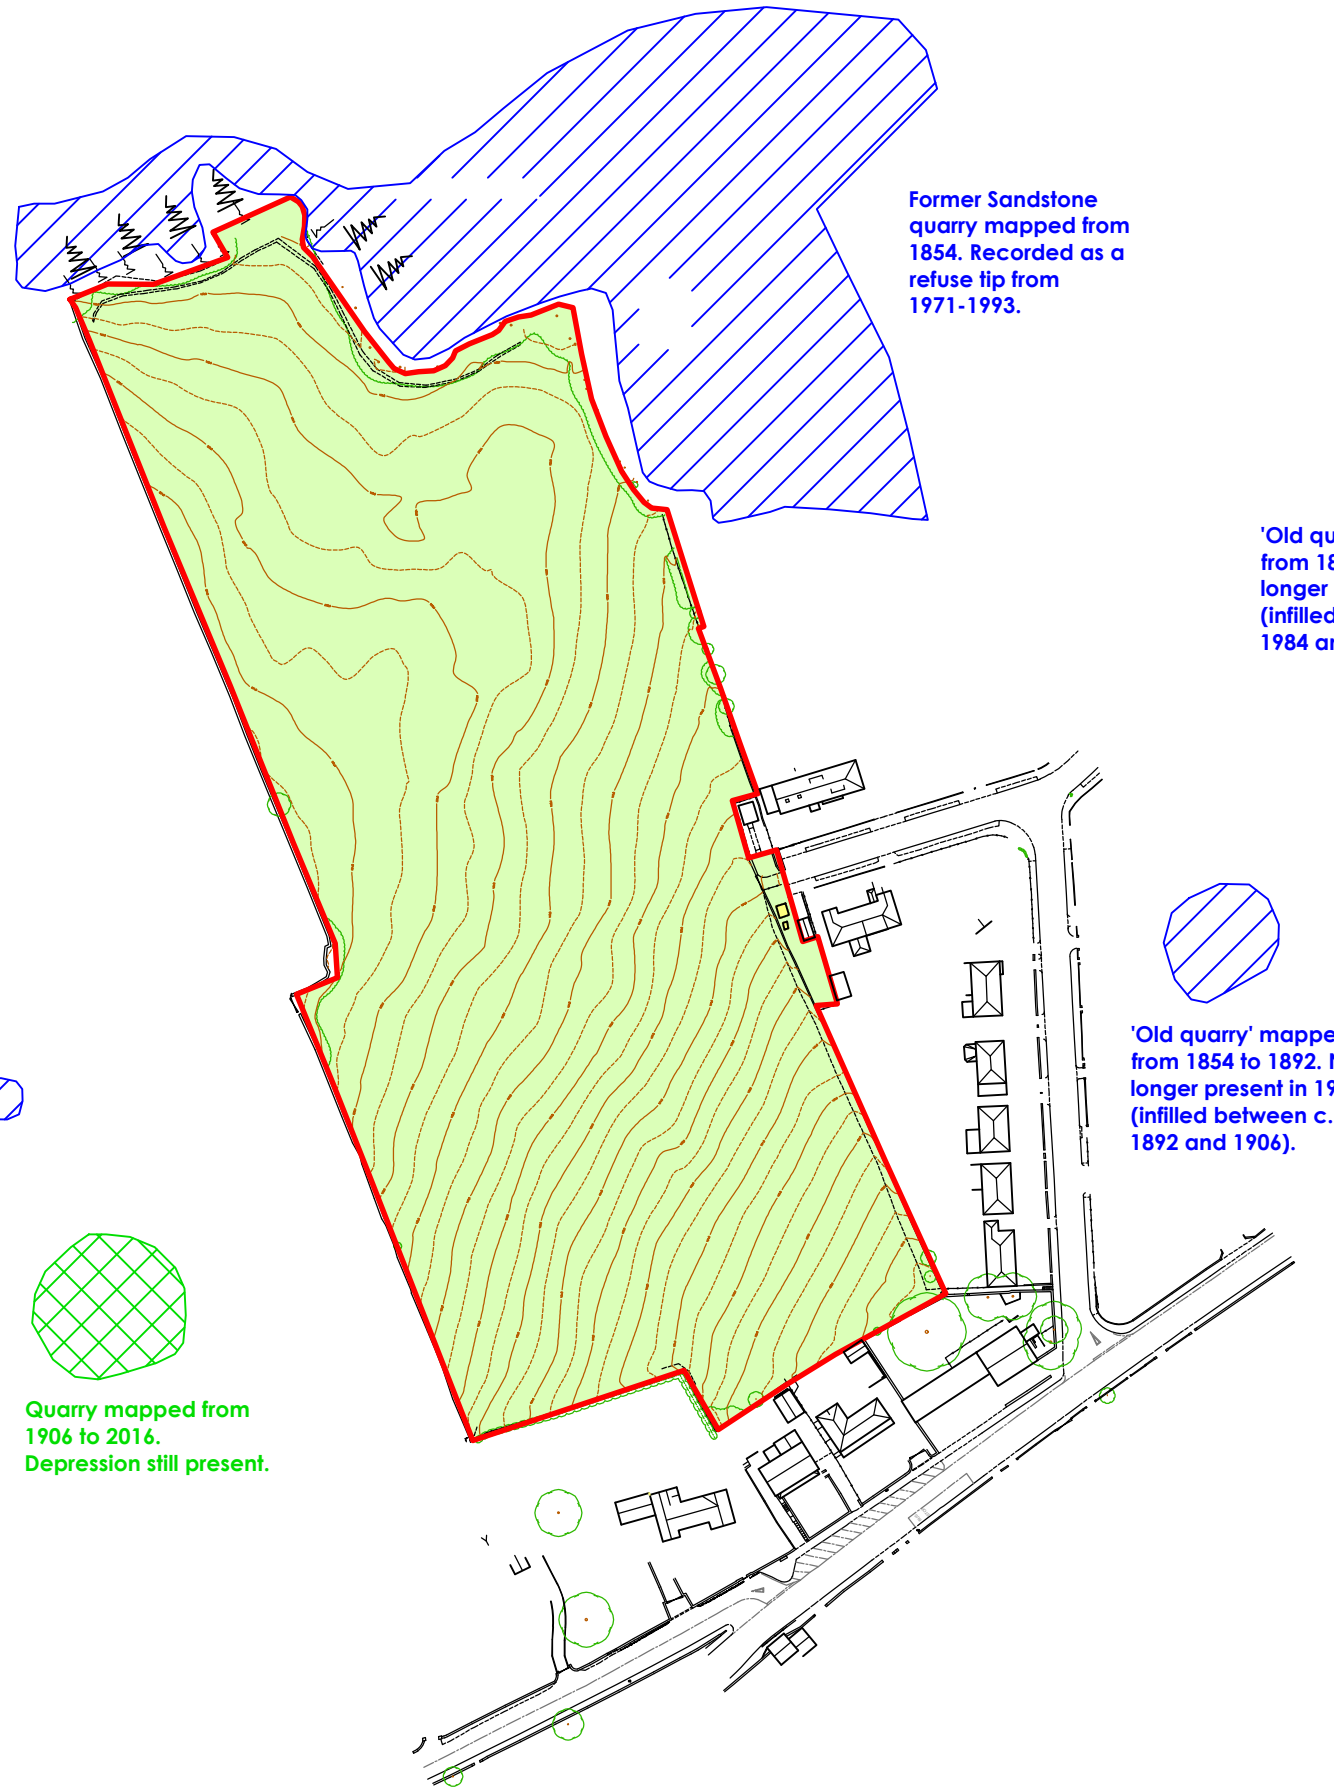 Former Sandstone
quarry mapped from
1854. Recorded as a
refuse tip from
1971-1993.
'Old qu
from 18
longer
(infilled
1984 an
'Old quarry' mappe
from 1854 to 1892. N
longer present in 19
(infilled between c.
1892 and 1906).
Quarry mapped from
1906 to 2016.
Depression still present.